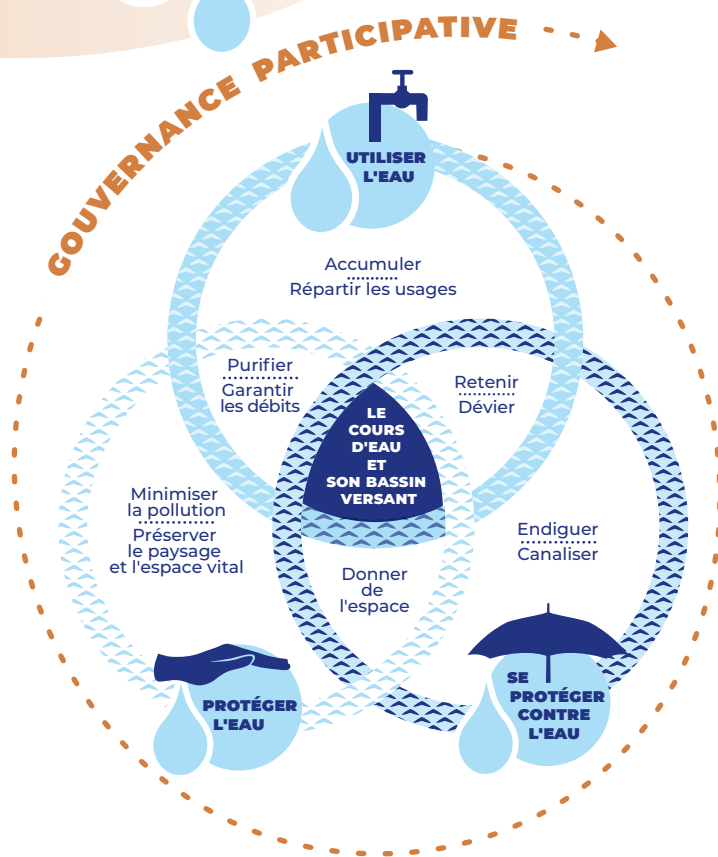 GOUVERNANCE PARTICIPATIVE
UTILISER
L'EAU
Accumuler
Répartir les usages
Purifier
Garantir
les débits
Retenir
Dévier
LE
COURS
D'EAU
ET
SON BASSIN
VERSANT
Minimiser
la pollution
Préserver
le paysage
et l'espace vital
Endiguer
Canaliser
Donner
de
l'espace
PROTÉGER
L'EAU
SE
PROTÉGER
CONTRE
L'EAU